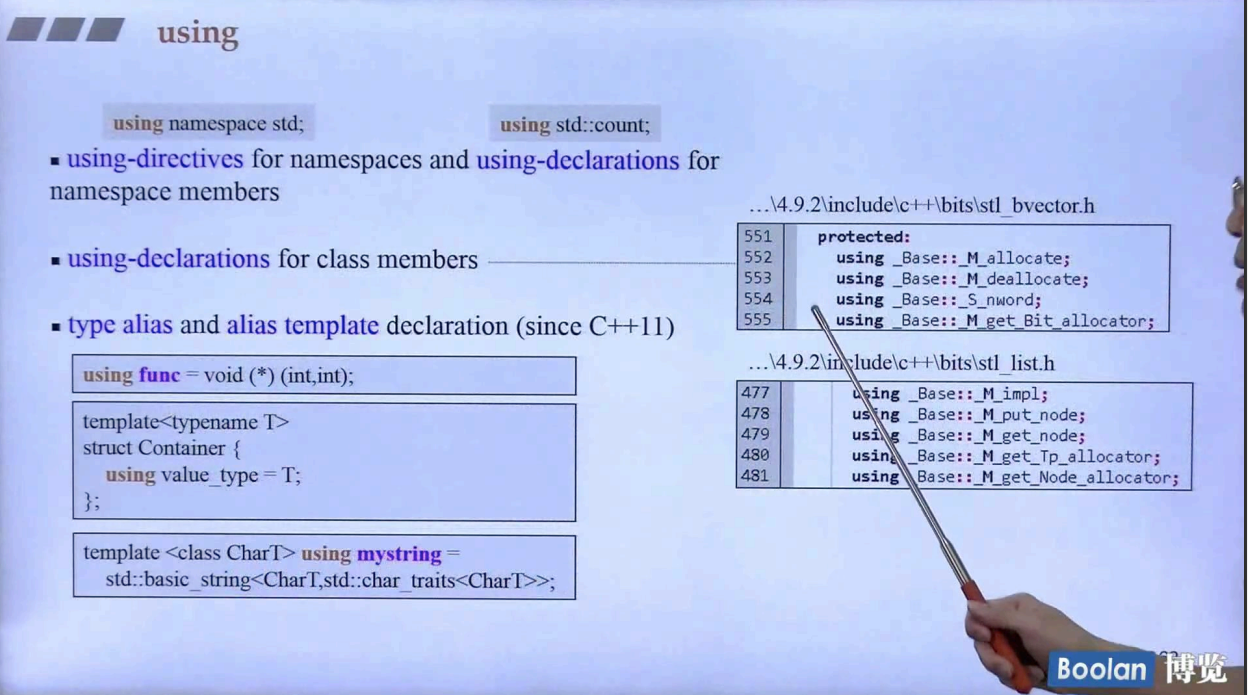 using
using namespace std;
using std::count;
▪ using-directives for namespaces and using-declarations for
namespace members
▪ using-declarations for class members
▪ type alias and alias template declaration (since C++11)
using func = void (*) (int,int);
template<typename T>
struct Container {
using value_type = T;
};
template <class CharT> using mystring =
std::basic_string<CharT,std::char_traits<CharT>>;
...\4.9.2\include\c++\bits\stl_bvector.h
551 protected:
552 using _Base::_M_allocate;
553 using _Base::_M_deallocate;
554 using _Base::_S_nword;
555 using _Base::_M_get_Bit_allocator;
...\4.9.2\include\c++\bits\stl_list.h
477 using _Base::_M_impl;
478 using _Base::_M_put_node;
479 using _Base::_M_get_node;
480 using _Base::_M_get_Tp_allocator;
481 using _Base::_M_get_Node_allocator;
Boolan 博览